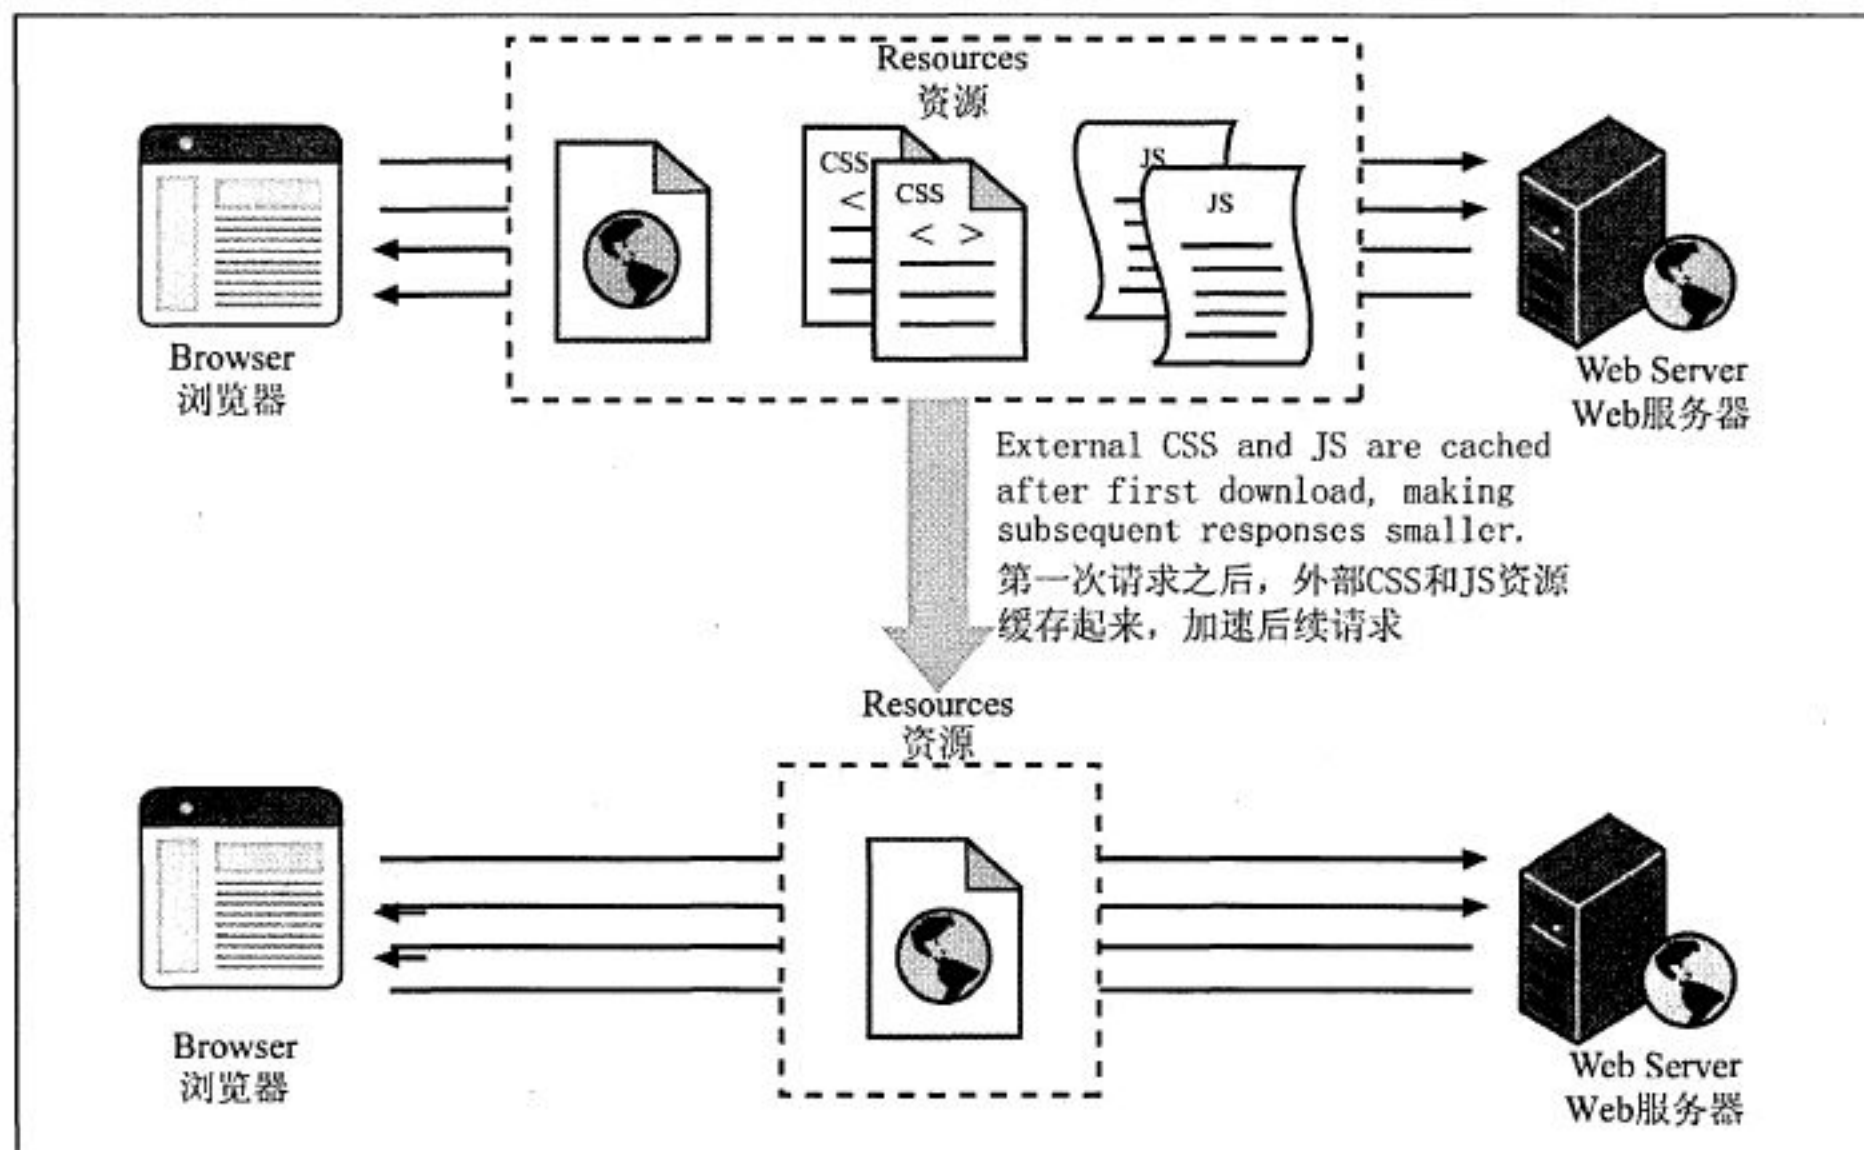 Resources
资源
CSS
<
CSS
< >
JS
JS
Browser
浏览器
Web Server
Web服务器
External CSS and JS are cached
after first download, making
subsequent responses smaller.
第一次请求之后，外部CSS和JS资源
缓存起来，加速后续请求
Resources
资源
Browser
浏览器
Web Server
Web服务器